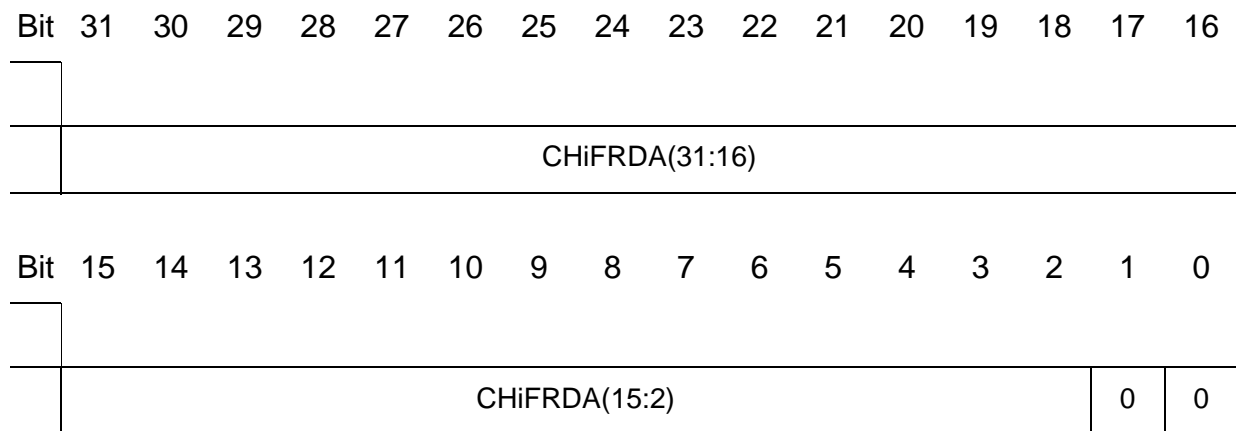 Bit 31 30 29 28 27 26 25 24 23 22 21 20 19 18 17 16
CHiFRDA(31:16)
Bit 15 14 13 12 11 10 9 8 7 6 5 4 3 2 1 0
CHiFRDA(15:2) 0 0